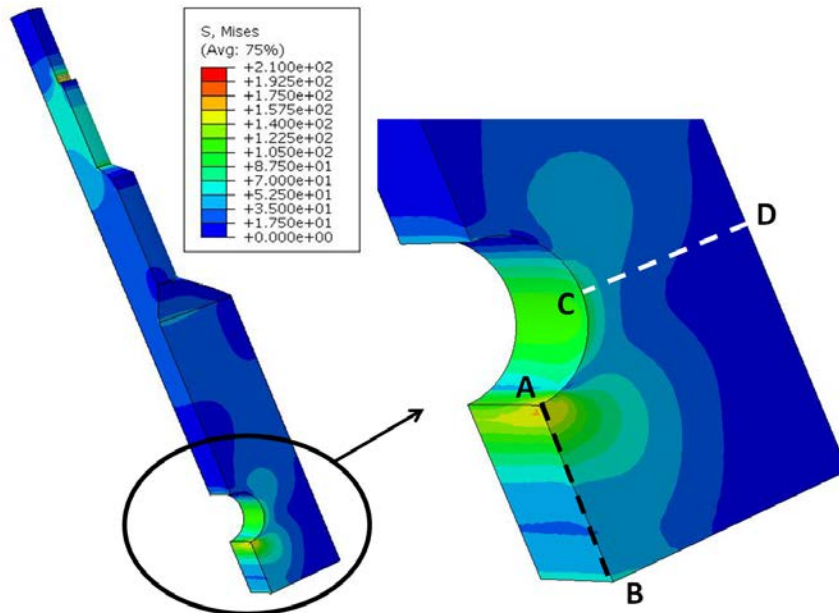 S, Mises
(Avg: 75%)
+2.100e+02
+1.925e+02
+1.750e+02
+1.575e+02
+1.400e+02
+1.225e+02
+1.050e+02
+8.750e+01
+7.000e+01
+5.250e+01
+3.500e+01
+1.750e+01
+0.000e+00
D
C
A
B